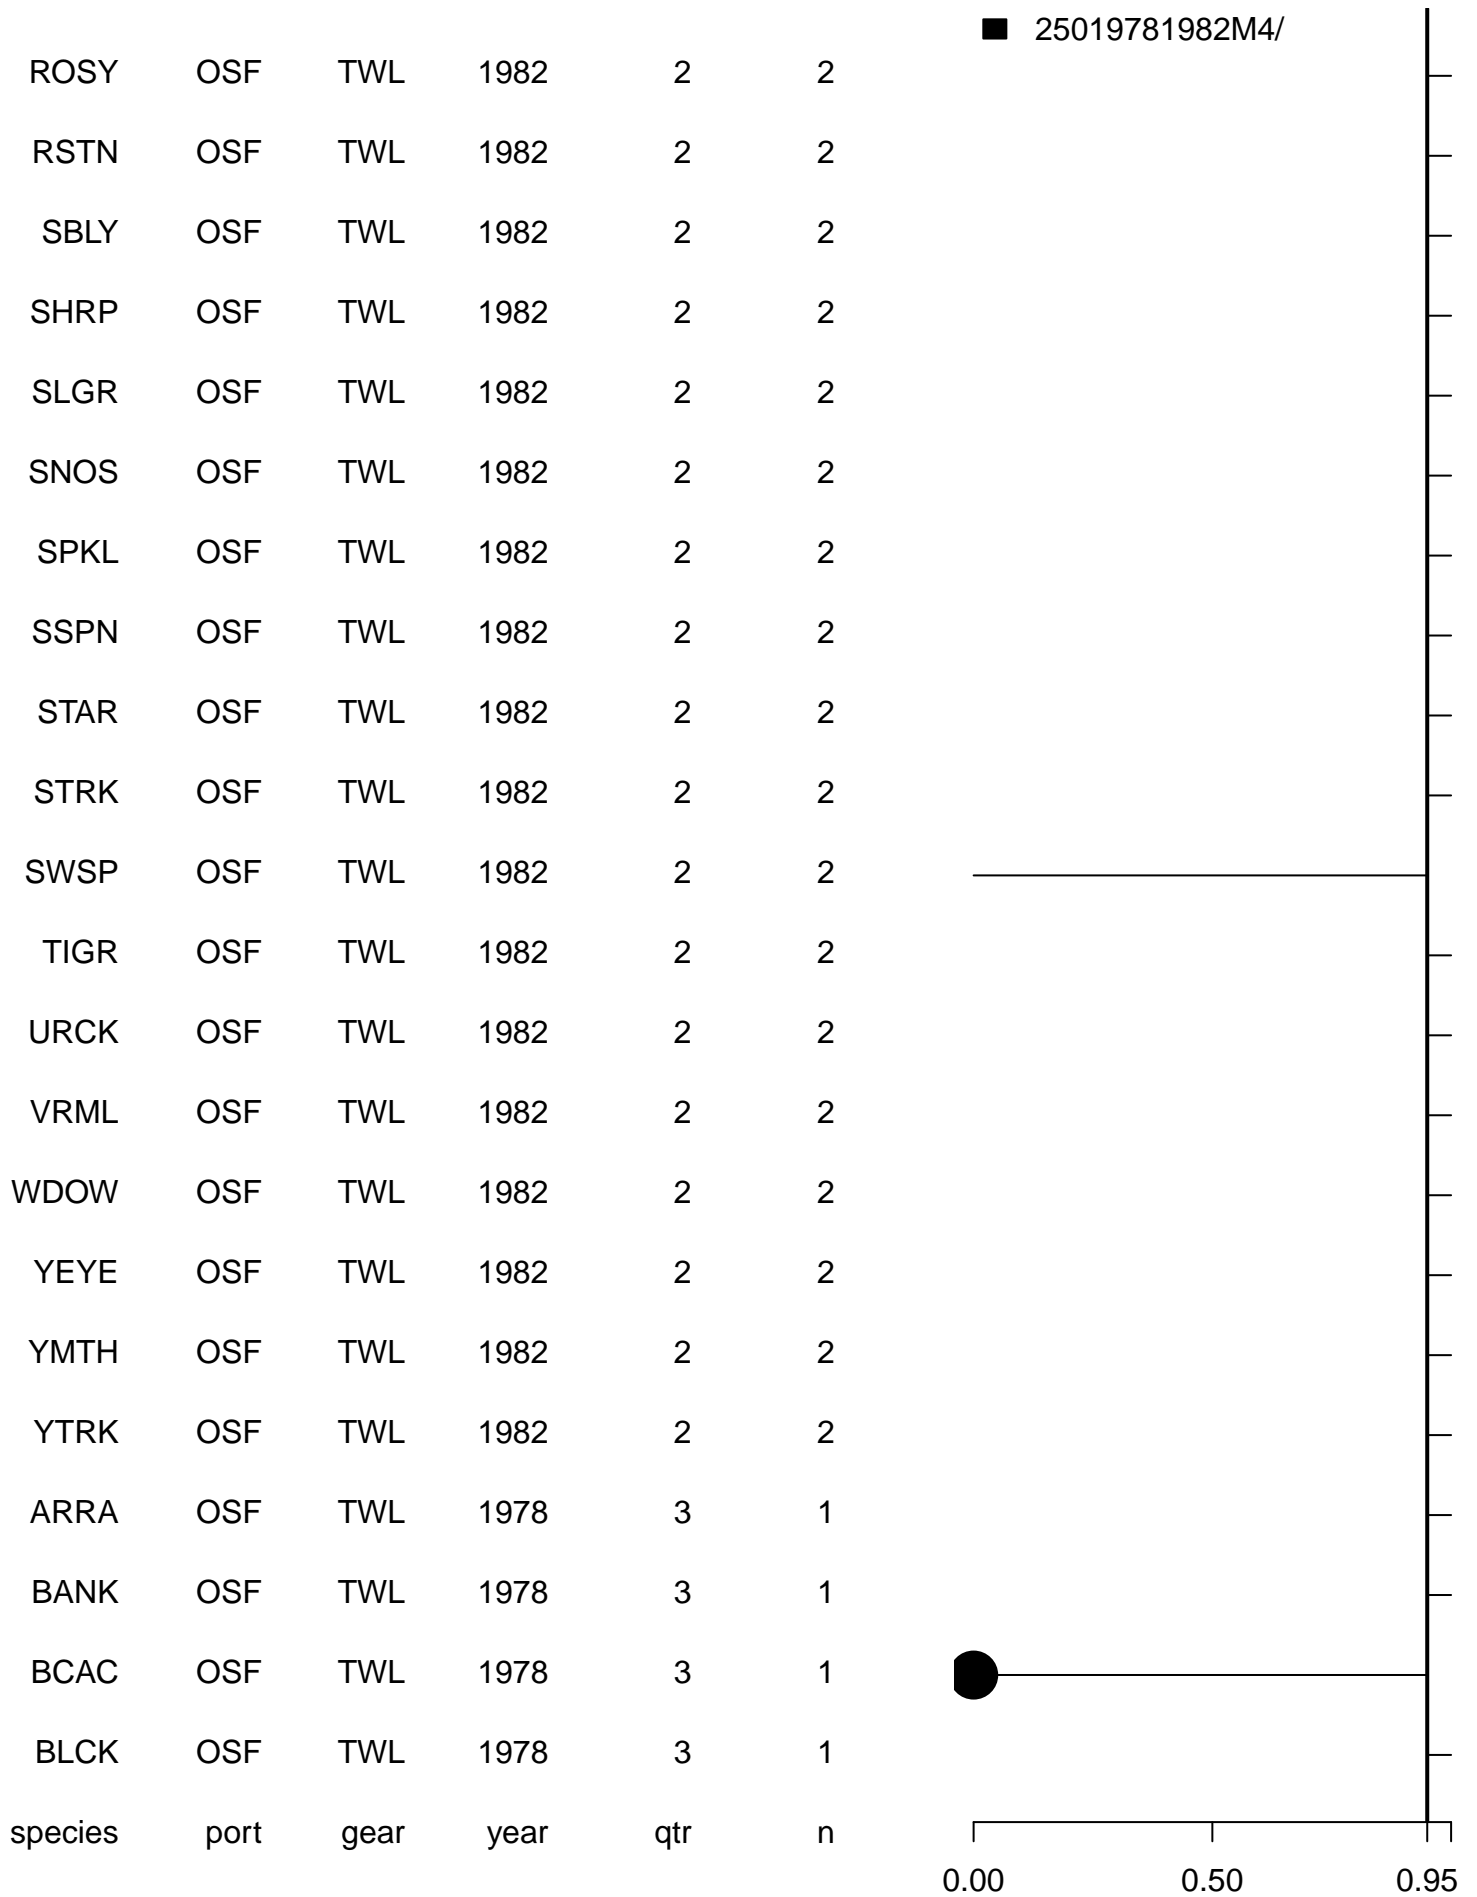 25019781982M4/
ROSY OSF TWL 1982 2 2
RSTN OSF TWL 1982 2 2
SBLY OSF TWL 1982 2 2
SHRP OSF TWL 1982 2 2
SLGR OSF TWL 1982 2 2
SNOS OSF TWL 1982 2 2
SPKL OSF TWL 1982 2 2
SSPN OSF TWL 1982 2 2
STAR OSF TWL 1982 2 2
STRK OSF TWL 1982 2 2
SWSP OSF TWL 1982 2 2
TIGR OSF TWL 1982 2 2
URCK OSF TWL 1982 2 2
VRML OSF TWL 1982 2 2
WDOW OSF TWL 1982 2 2
YEYE OSF TWL 1982 2 2
YMTH OSF TWL 1982 2 2
YTRK OSF TWL 1982 2 2
ARRA OSF TWL 1978 3 1
BANK OSF TWL 1978 3 1
BCAC OSF TWL 1978 3 1
BLCK OSF TWL 1978 3 1
species port gear year qtr n
0.00 0.50 0.95